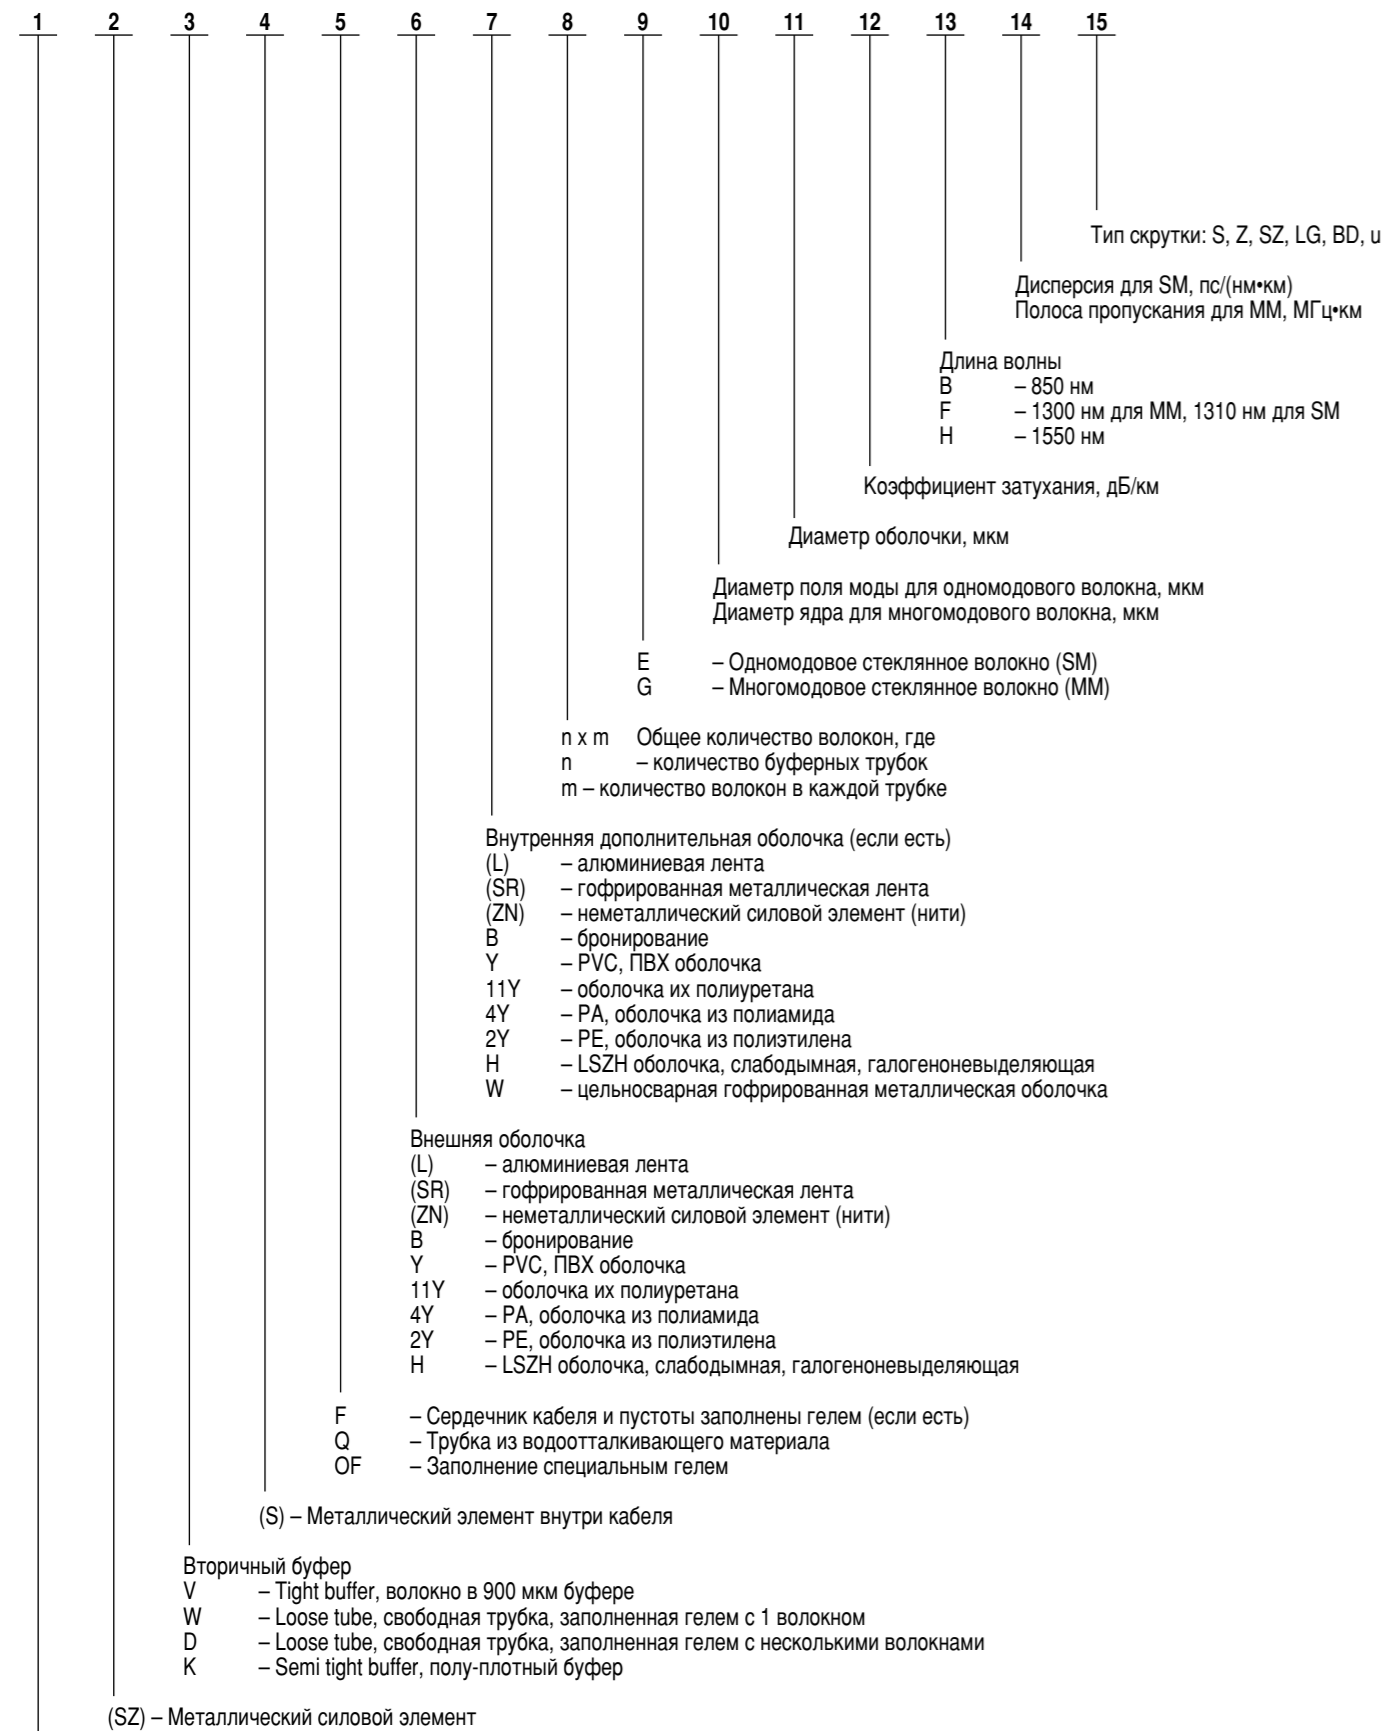 1 2 3 4 5 6 7 8 9 10 11 12 13 14 15
Тип скрутки: S, Z, SZ, LG, BD, u
Дисперсия для SM, пс/(нм•км)
Полоса пропускания для ММ, МГц•км
Длина волны
B – 850 нм
F – 1300 нм для ММ, 1310 нм для SM
H – 1550 нм
Коэффициент затухания, дБ/км
Диаметр оболочки, мкм
Диаметр поля моды для одномодового волокна, мкм
Диаметр ядра для многомодового волокна, мкм
E – Одномодовое стеклянное волокно (SM)
G – Многомодовое стеклянное волокно (ММ)
n x m Общее количество волокон, где
n – количество буферных трубок
m – количество волокон в каждой трубке
Внутренняя дополнительная оболочка (если есть)
(L) – алюминиевая лента
(SR) – гофрированная металлическая лента
(ZN) – неметаллический силовой элемент (нити)
B – бронирование
Y – PVC, ПВХ оболочка
11Y – оболочка их полиуретана
4Y – PA, оболочка из полиамида
2Y – PE, оболочка из полиэтилена
H – LSZH оболочка, слабодымная, галогеноневыделяющая
W – цельносварная гофрированная металлическая оболочка
Внешняя оболочка
(L) – алюминиевая лента
(SR) – гофрированная металлическая лента
(ZN) – неметаллический силовой элемент (нити)
B – бронирование
Y – PVC, ПВХ оболочка
11Y – оболочка их полиуретана
4Y – PA, оболочка из полиамида
2Y – PE, оболочка из полиэтилена
H – LSZH оболочка, слабодымная, галогеноневыделяющая
F – Сердечник кабеля и пустоты заполнены гелем (если есть)
Q – Трубка из водоотталкивающего материала
OF – Заполнение специальным гелем
(S) – Металлический элемент внутри кабеля
Вторичный буфер
V – Tight buffer, волокно в 900 мкм буфере
W – Loose tube, свободная трубка, заполненная гелем с 1 волокном
D – Loose tube, свободная трубка, заполненная гелем с несколькими волокнами
K – Semi tight buffer, полу-плотный буфер
(SZ) – Металлический силовой элемент